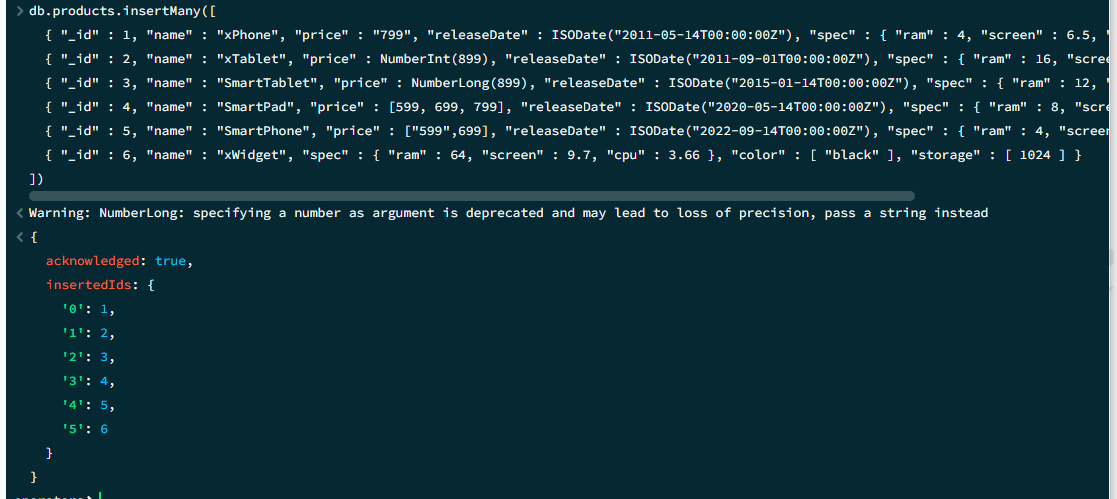 > db.products.insertMany([
{ "_id" : 1, "name" : "xPhone", "price" : "799", "releaseDate" : ISODate("2011-05-14T00:00:00Z"), "spec" : { "ram" : 4, "screen" : 6.5, "
{ "_id" : 2, "name" : "xTablet", "price" : NumberInt(899), "releaseDate" : ISODate("2011-09-01T00:00:00Z"), "spec" : { "ram" : 16, "scree
{ "_id" : 3, "name" : "SmartTablet", "price" : NumberLong(899), "releaseDate" : ISODate("2015-01-14T00:00:00Z"), "spec" : { "ram" : 12, "
{ "_id" : 4, "name" : "SmartPad", "price" : [599, 699, 799], "releaseDate" : ISODate("2020-05-14T00:00:00Z"), "spec" : { "ram" : 8, "scre
{ "_id" : 5, "name" : "SmartPhone", "price" : ["599",699], "releaseDate" : ISODate("2022-09-14T00:00:00Z"), "spec" : { "ram" : 4, "screen
{ "_id" : 6, "name" : "xWidget", "spec" : { "ram" : 64, "screen" : 9.7, "cpu" : 3.66 }, "color" : [ "black" ], "storage" : [ 1024 ] }
])
< Warning: NumberLong: specifying a number as argument is deprecated and may lead to loss of precision, pass a string instead
< {
acknowledged: true,
insertedIds: {
'0': 1,
'1': 2,
'2': 3,
'3': 4,
'4': 5,
'5': 6
}
}